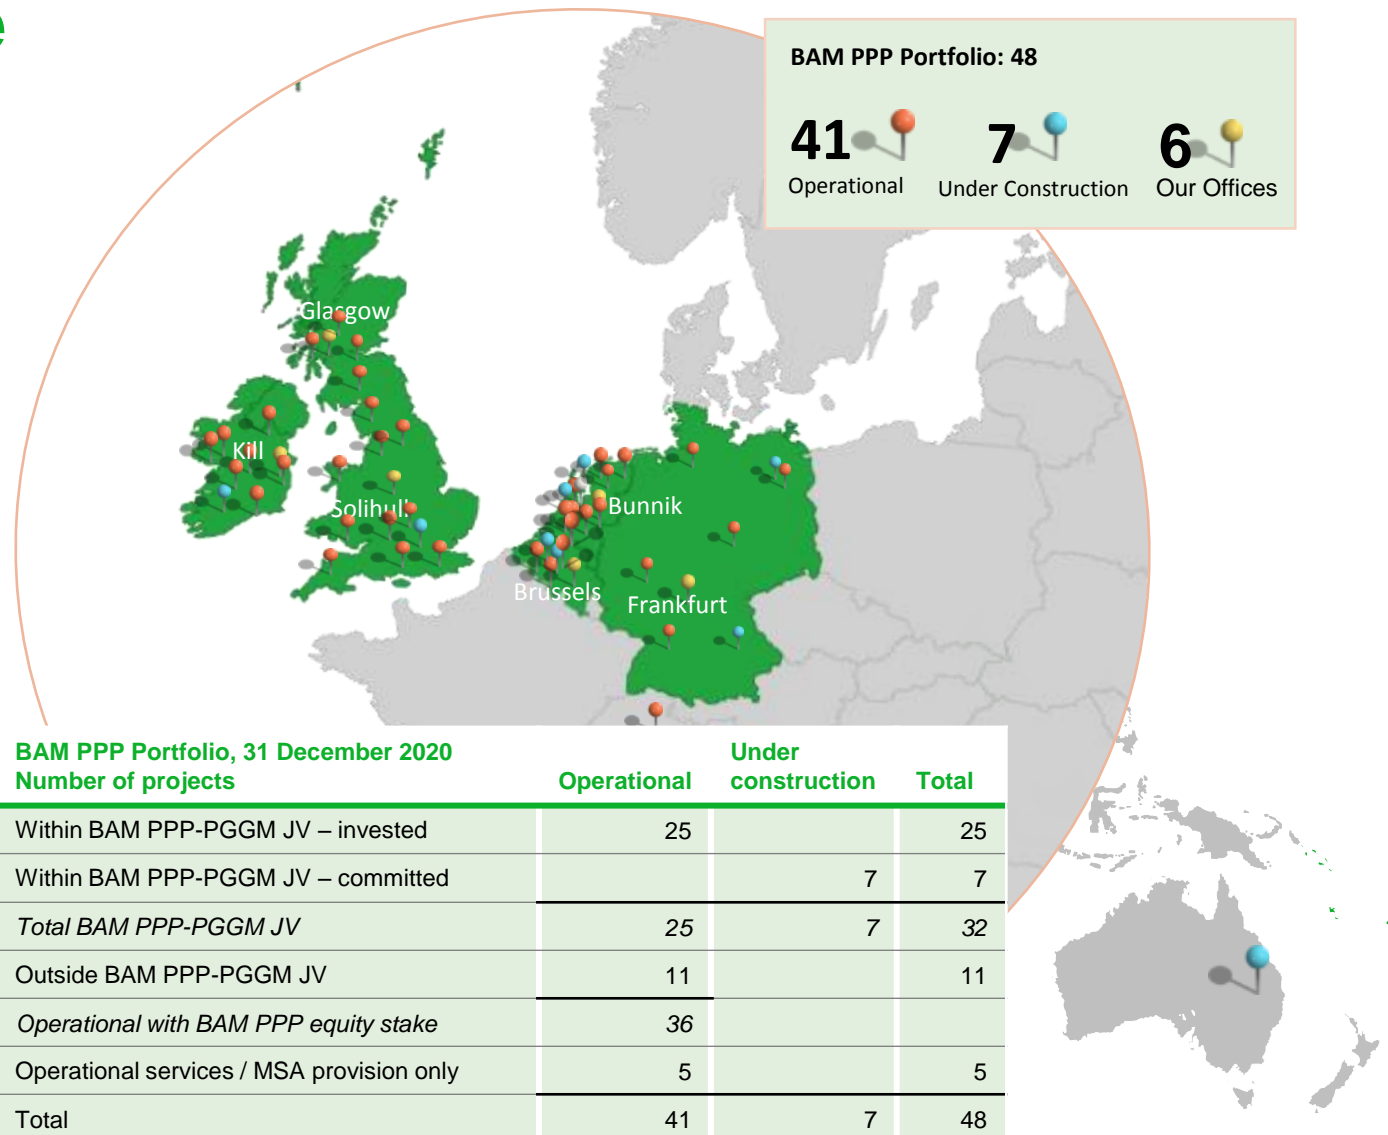 e
BAM PPP Portfolio: 48
41
7
6
Operational
Under Construction
Our Offices
Glasgow
Kill
Solihull
Bunnik
Brussels
Frankfurt
BAM PPP Portfolio, 31 December 2020
Number of projects
Operational
Under
construction
Total
Within BAM PPP-PGGM JV – invested 25 25
Within BAM PPP-PGGM JV – committed 7 7
Total BAM PPP-PGGM JV 25 7 32
Outside BAM PPP-PGGM JV 11 11
Operational with BAM PPP equity stake 36
Operational services / MSA provision only 5 5
Total 41 7 48